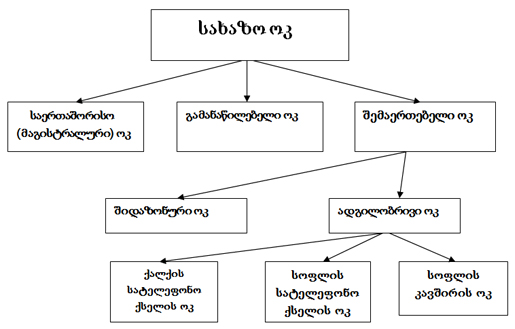 სახაზო ოკ
საერთაშორისო
(მაგისტრალური) ოკ
გამანაწილებელი ოკ
შემაერთებელი ოკ
შიდაზონური ოკ
ადგილობრივი ოკ
ქალქის
სატელეფონო
ქსელის ოკ
სოფლის
სატელეფონო
ქსელის ოკ
სოფლის
კავშირის ოკ